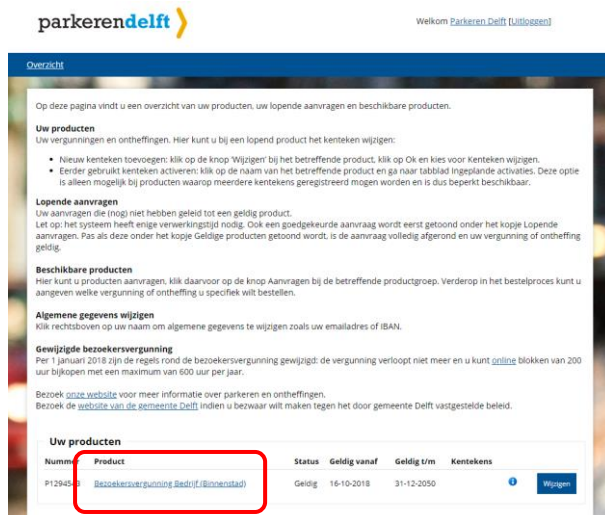 parkerendelft
Welkom Parkeren Delft [Uitloggen]
Overzicht
Op deze pagina vindt u een overzicht van uw producten, uw lopende aanvragen en beschikbare producten.
Uw producten
Uw vergunningen en ontheffingen. Hier kunt u bij een lopend product het kenteken wijzigen:
• Nieuw kenteken toevoegen: klik op de knop 'Wijzigen' bij het betreffende product, klik op Ok en kies voor Kenteken wijzigen.
• Eerder gebruikt kenteken activeren: klik op de naam van het betreffende product en ga naar tabblad Ingeplande activaties. Deze optie
is alleen mogelijk bij producten waarop meerdere kentekens geregistreerd mogen worden en is dus beperkt beschikbaar.
Lopende aanvragen
Uw aanvragen die (nog) niet hebben geleid tot een geldig product.
Let op: het systeem heeft enige verwerkingstijd nodig. Ook een goedgekeurde aanvraag wordt eerst getoond onder het kopje Lopende
aanvragen. Pas als deze onder het kopje Geldige producten getoond wordt, is de aanvraag volledig afgerond en uw vergunning of ontheffing
geldig.
Beschikbare producten
Hier kunt u producten aanvragen, klik daarvoor op de knop Aanvragen bij de betreffende productgroep. Verderop in het bestelproces kunt u
aangeven welke vergunning of ontheffing u specifiek wilt bestellen.
Algemene gegevens wijzigen
Klik rechtsboven op uw naam om algemene gegevens te wijzigen zoals uw emailadres of IBAN.
Gewijzigde bezoekersvergunning
Per 1 januari 2018 zijn de regels rond de bezoekersvergunning gewijzigd: de vergunning verloopt niet meer en u kunt online blokken van 200
uur bijkopen met een maximum van 600 uur per jaar.
Bezoek onze website voor meer informatie over parkeren en ontheffingen.
Bezoek de website van de gemeente Delft indien u bezwaar wilt maken tegen het door gemeente Delft vastgestelde beleid.
Uw producten
Nummer Product Status Geldig vanaf Geldig t/m Kentekens
Bezoekersvergunning Bedrijf (Binnenstad) Geldig 16-10-2018 31-12-2050 Wijzigen